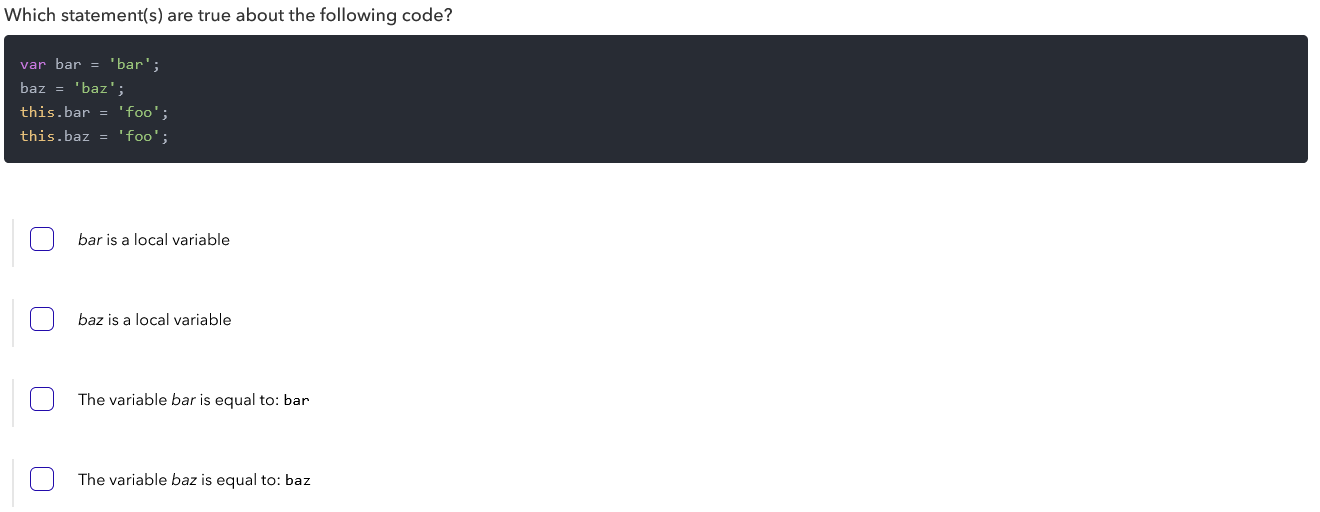 Which statement(s) are true about the following code?
var bar = 'bar';
baz = 'baz';
this.bar = 'foo';
this.baz = 'foo';
bar is a local variable
baz is a local variable
The variable bar is equal to: bar
The variable baz is equal to: baz